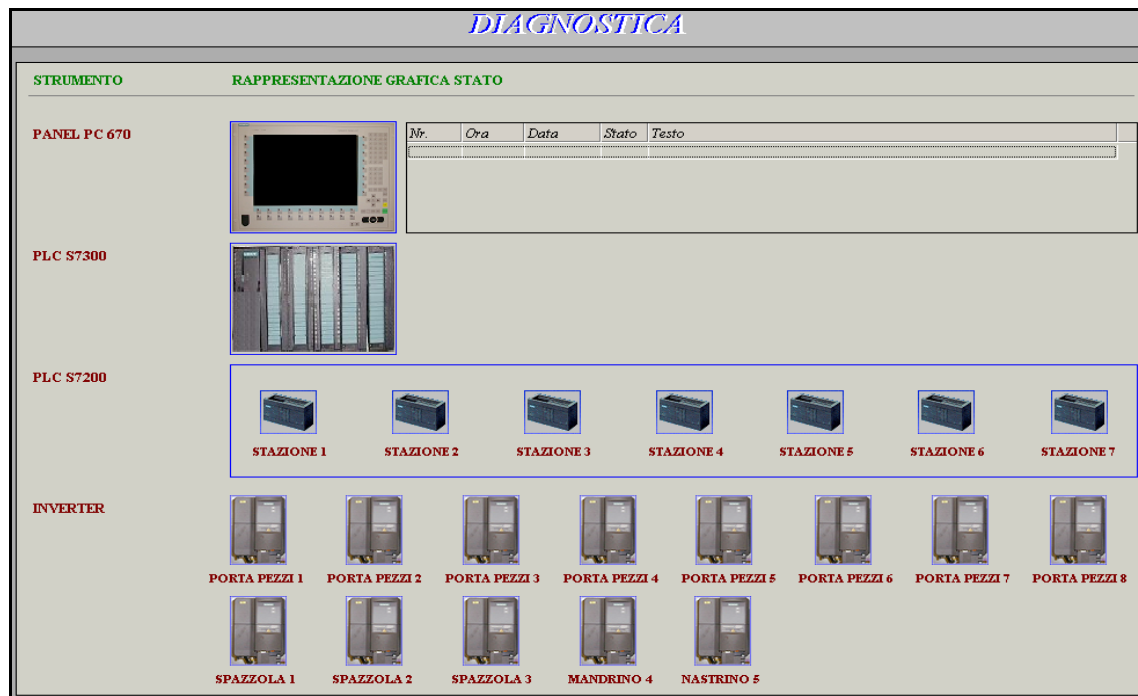 DIAGNOSTICA
STRUMENTO RAPPRESENTAZIONE GRAFICA STATO
PANEL PC 670
Nr. Ora Data Stato Testo
PLC S7300
PLC S7200
STAZIONE 1 STAZIONE 2 STAZIONE 3 STAZIONE 4 STAZIONE 5 STAZIONE 6 STAZIONE 7
INVERTER
PORTA PEZZI 1 PORTA PEZZI 2 PORTA PEZZI 3 PORTA PEZZI 4 PORTA PEZZI 5 PORTA PEZZI 6 PORTA PEZZI 7 PORTA PEZZI 8
SPAZZOLA 1 SPAZZOLA 2 SPAZZOLA 3 MANDRINO 4 NASTRINO 5